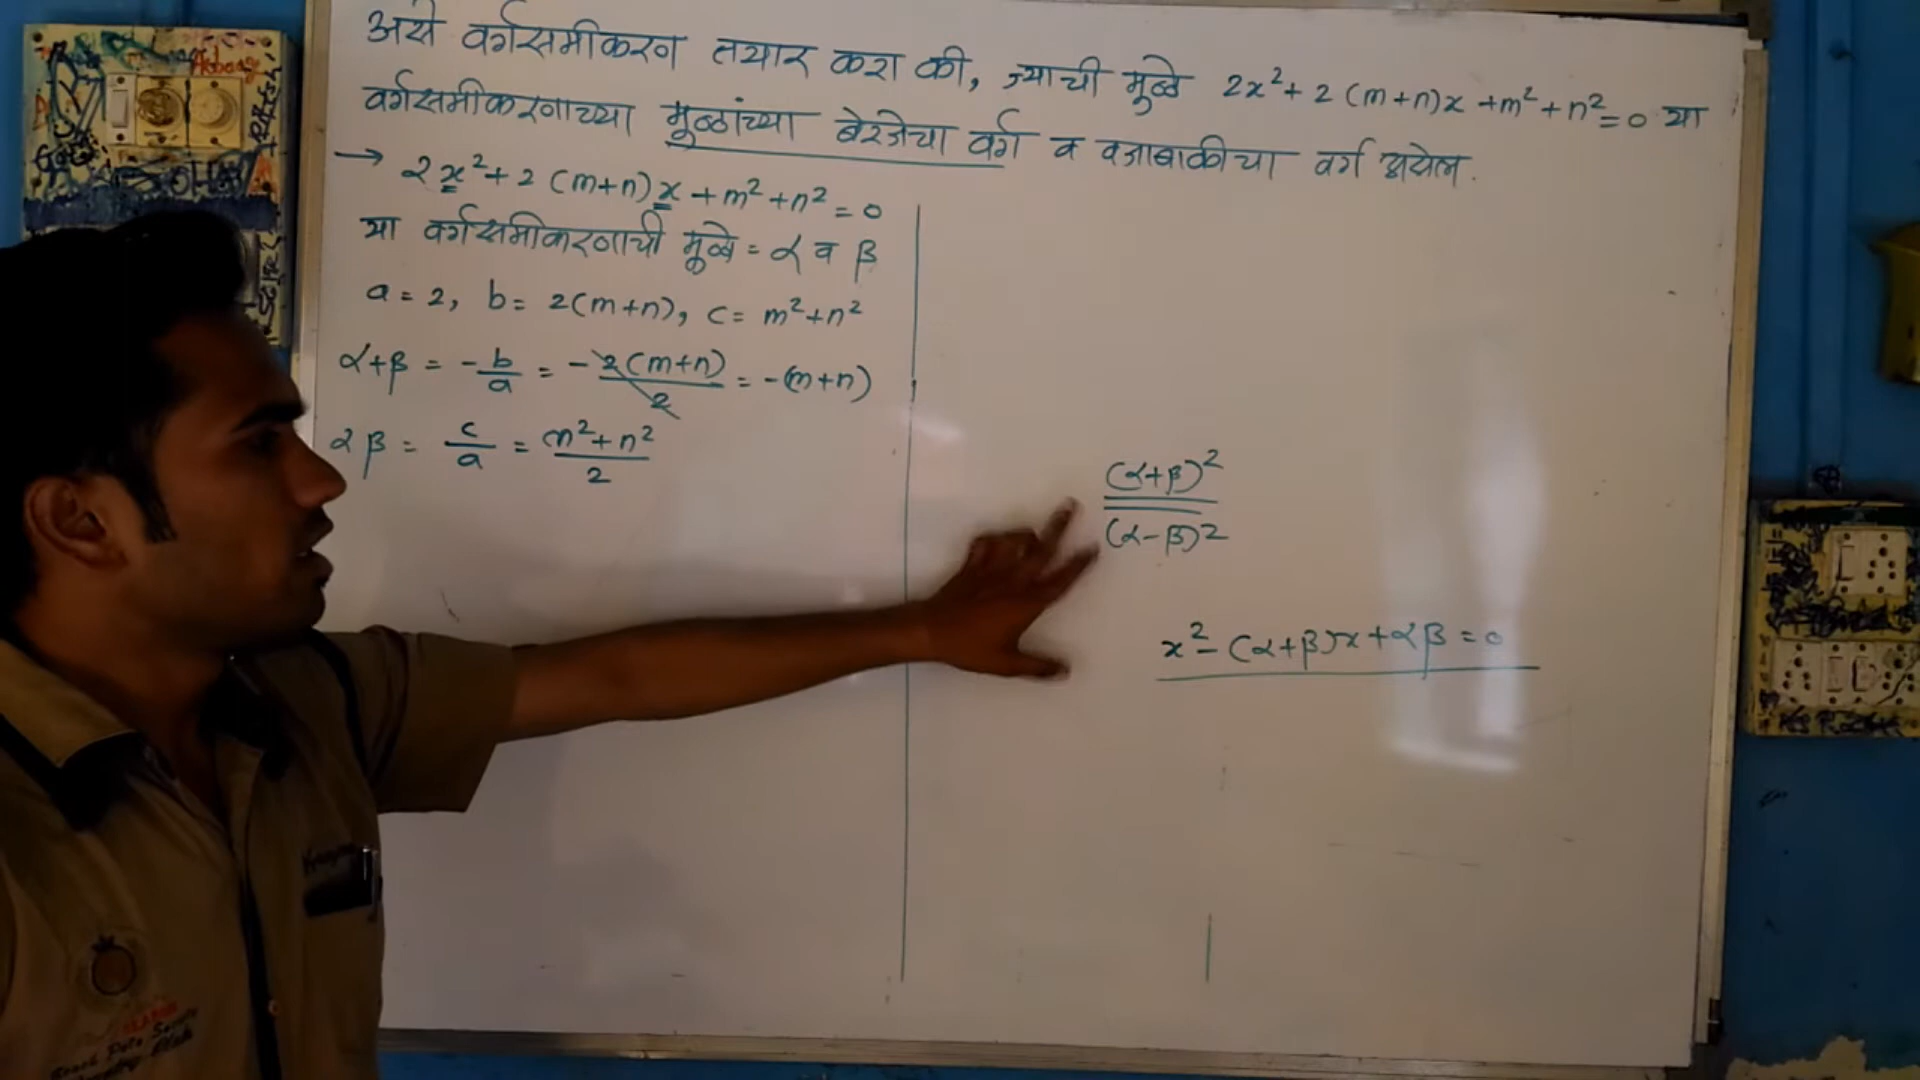 असे वर्गसमीकरण तयार करा की, ज्याची मुळे 2x²+2(m+n)x+m²+n²=0 या
वर्गसमीकरणाच्या मुळांच्या बेरजेचा वर्ग व वजाबाकीचा वर्ग असेल.
→ 2x²+2(m+n)x+m²+n²=0
या वर्गसमीकरणाची मुळे = α व β
a=2, b=2(m+n), c=m²+n²
α+β = -b/a = -2(m+n)/2 = -(m+n)
αβ = c/a = m²+n²/2
(α+β)²
(α-β)²
x²-(α+β)x+αβ=0